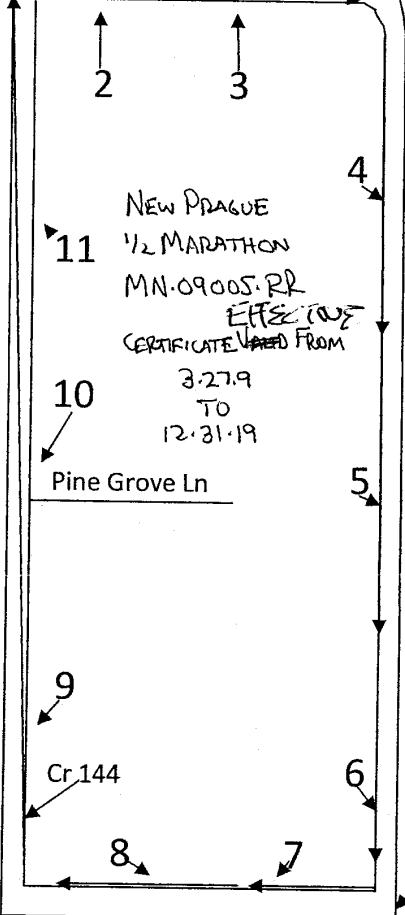 2 3
4
NEW PRAGUE
1/2 MARATHON
11
MN.09005.RR
EFFECTIVE
CERTIFICATE VALID FROM
3.27.9
TO
10
12.31.19
Pine Grove Ln
5
9
Cr 144
6
8
7